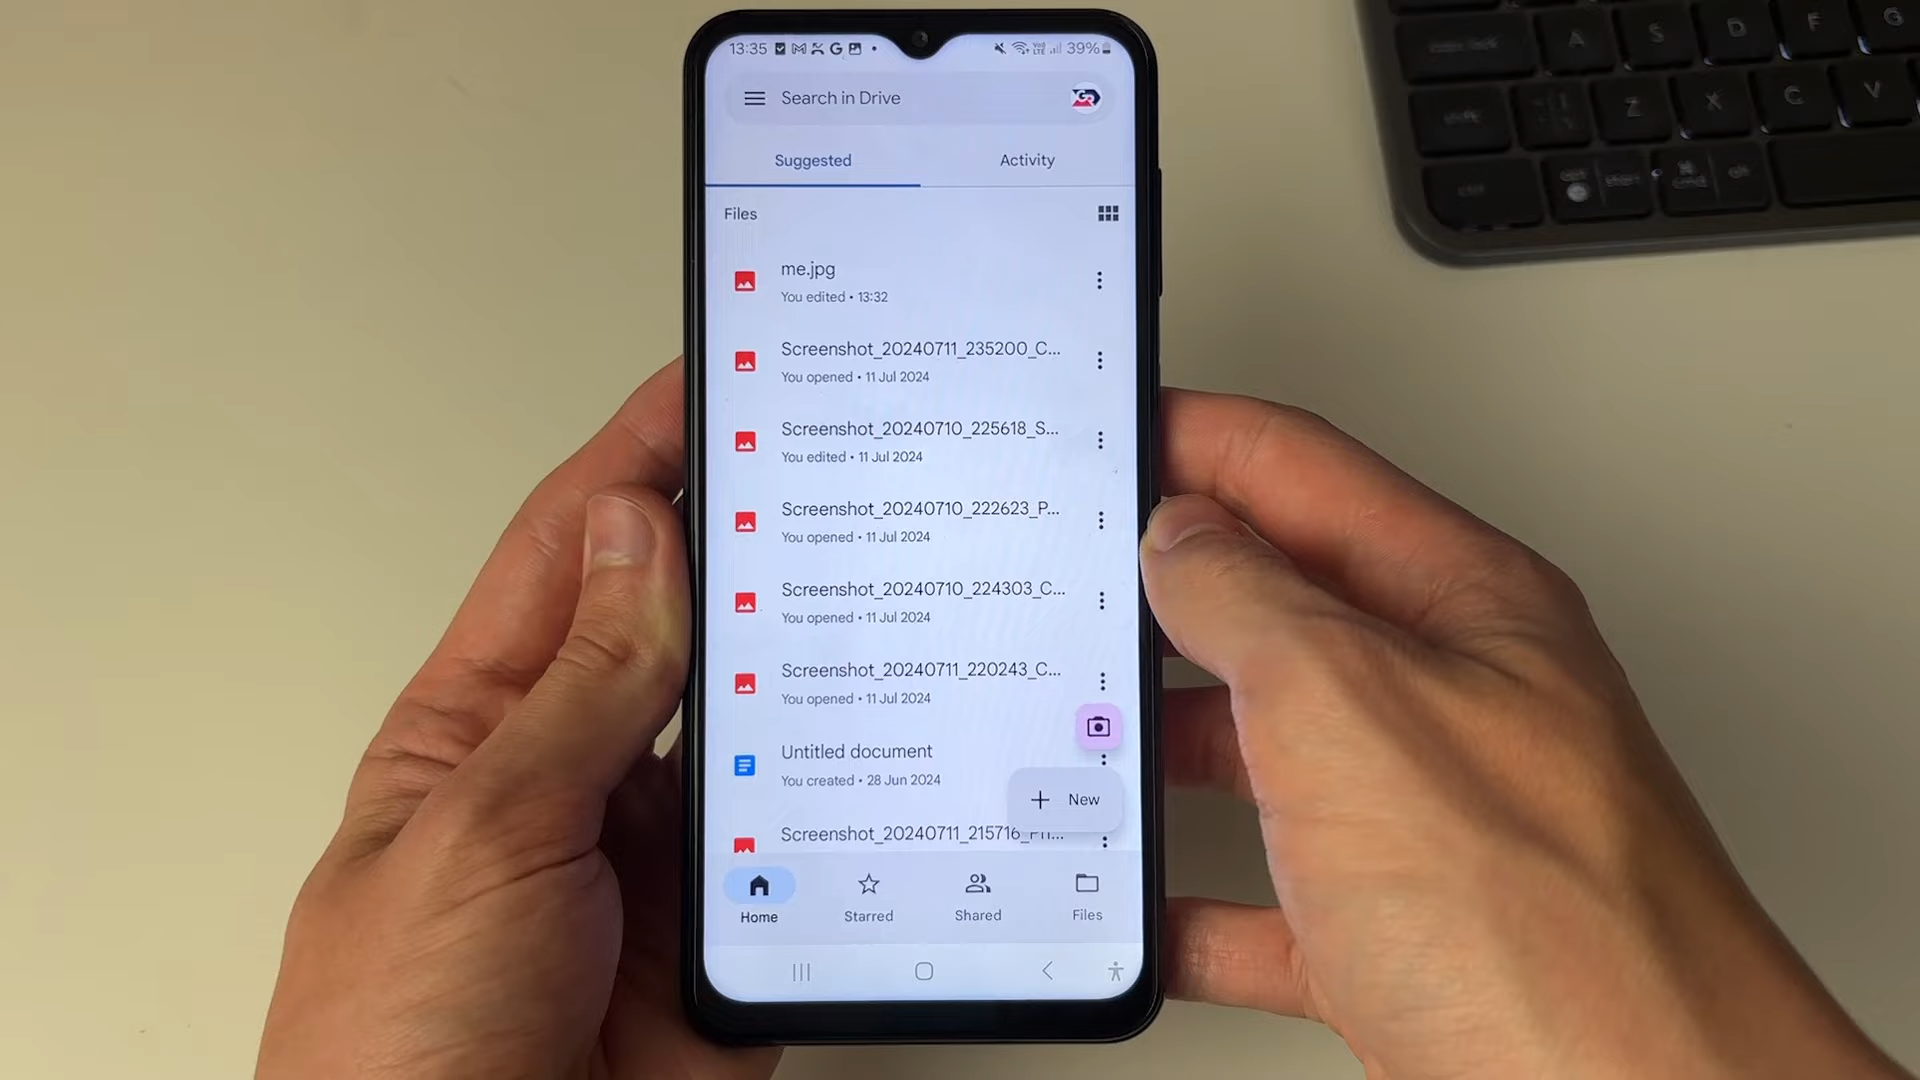 13:35 39%
Search in Drive
Suggested Activity
Files
me.jpg
You edited • 13:32
Screenshot_20240711_235200_C...
You opened • 11 Jul 2024
Screenshot_20240710_225618_S...
You edited • 11 Jul 2024
Screenshot_20240710_222623_P...
You opened • 11 Jul 2024
Screenshot_20240710_224303_C...
You opened • 11 Jul 2024
Screenshot_20240711_220243_C...
You opened • 11 Jul 2024
Untitled document
You created • 28 Jun 2024
+ New
Screenshot_20240711_215716_
Home Starred Shared Files
A S D F G
Z X C V